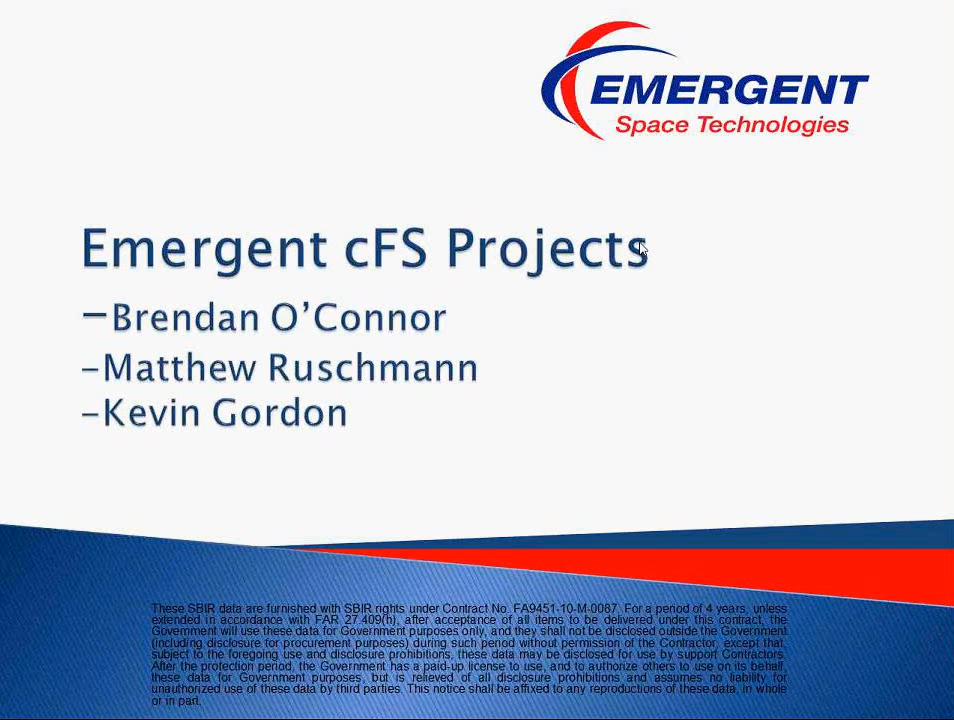 EMERGENT
Space Technologies
Emergent cFS Projects
-Brendan O'Connor
-Matthew Ruschmann
-Kevin Gordon
These SBIR data are furnished with SBIR rights under Contract No. FA9451-10-M-0087. For a period of 4 years, unless
extended in accordance with FAR 27.409(h), after acceptance of all items to be delivered under this contract, the
Government will use these data for Government purposes only, and they shall not be disclosed outside the Government
(including disclosure for procurement purposes) during such period without permission of the Contractor, except that,
subject to the foregoing use and disclosure prohibitions, these data may be disclosed for use by support Contractors.
After the protection period, the Government has a paid-up license to use, and to authorize others to use on its behalf,
these data for Government purposes, but is relieved of all disclosure prohibitions and assumes no liability for
unauthorized use of these data by third parties. This notice shall be affixed to any reproductions of these data, in whole
or in part.